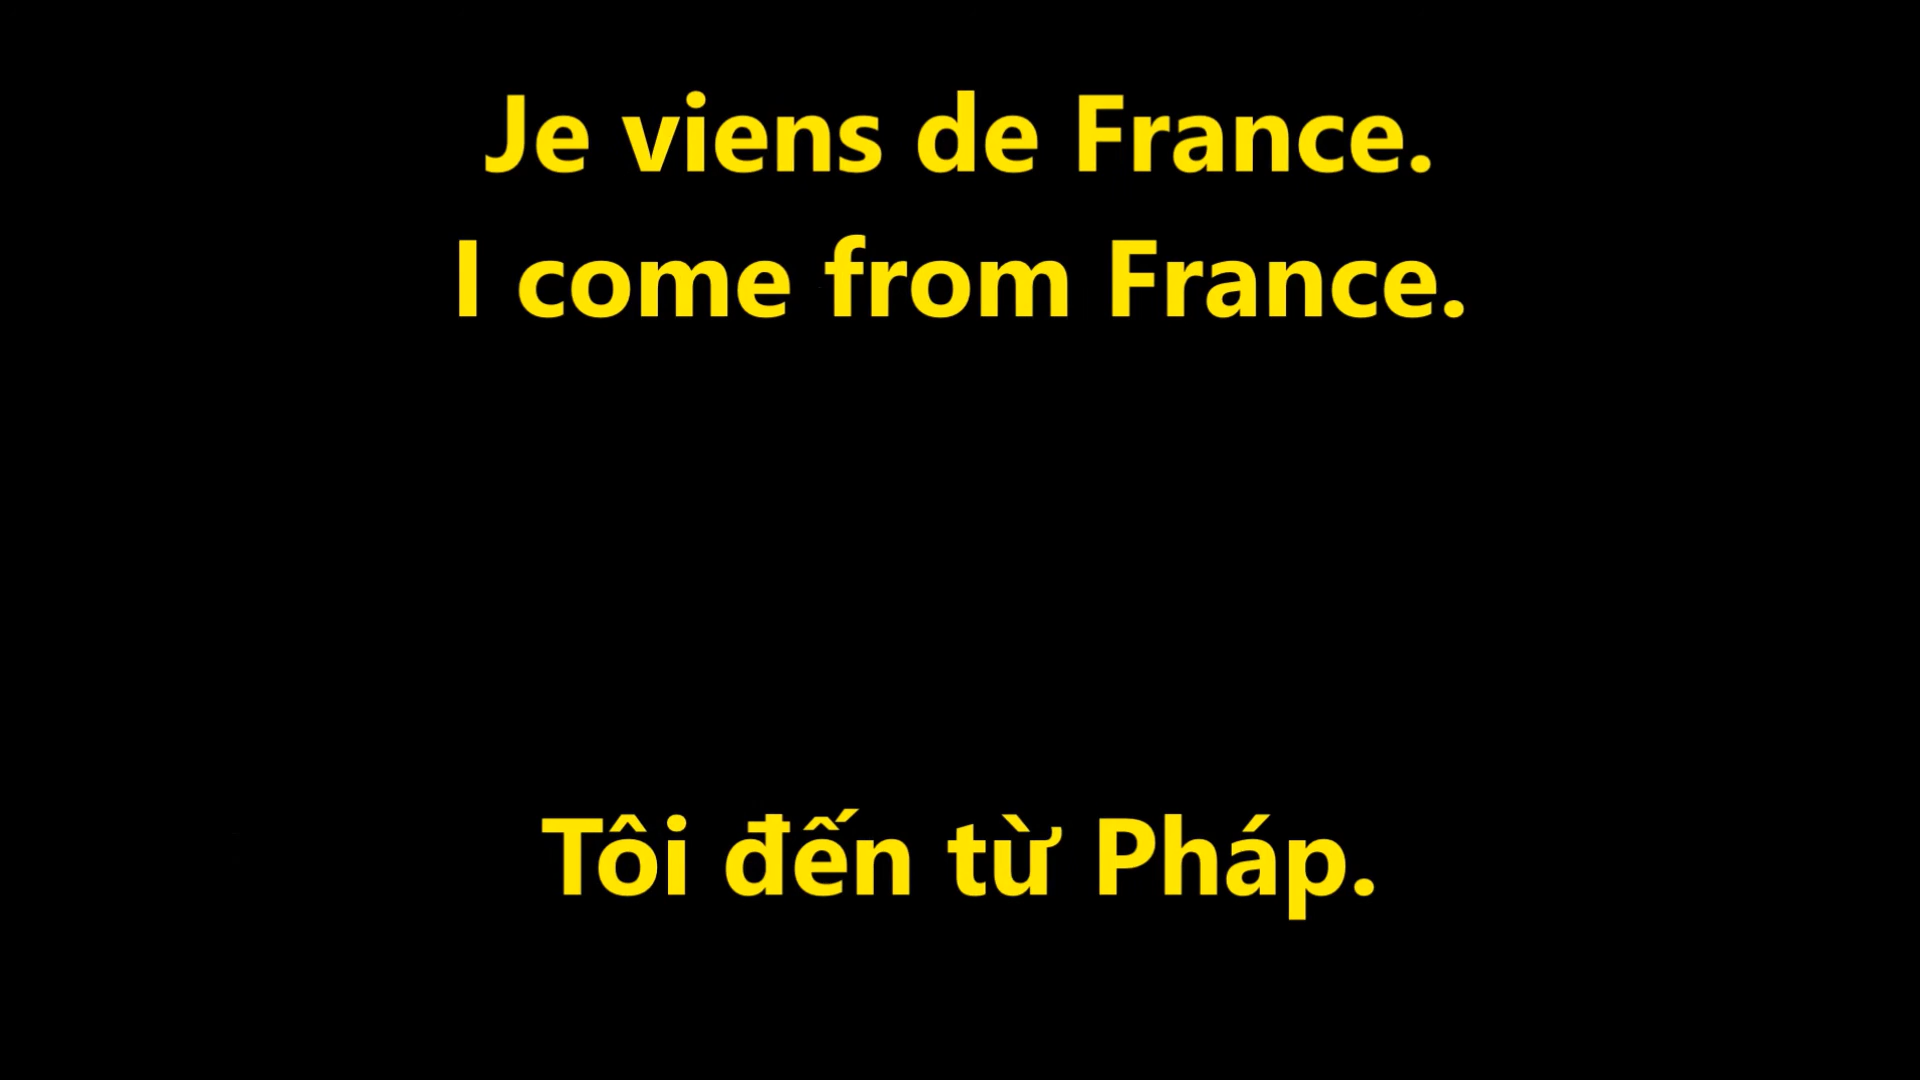 Je viens de France.
I come from France.
Tôi đến từ Pháp.